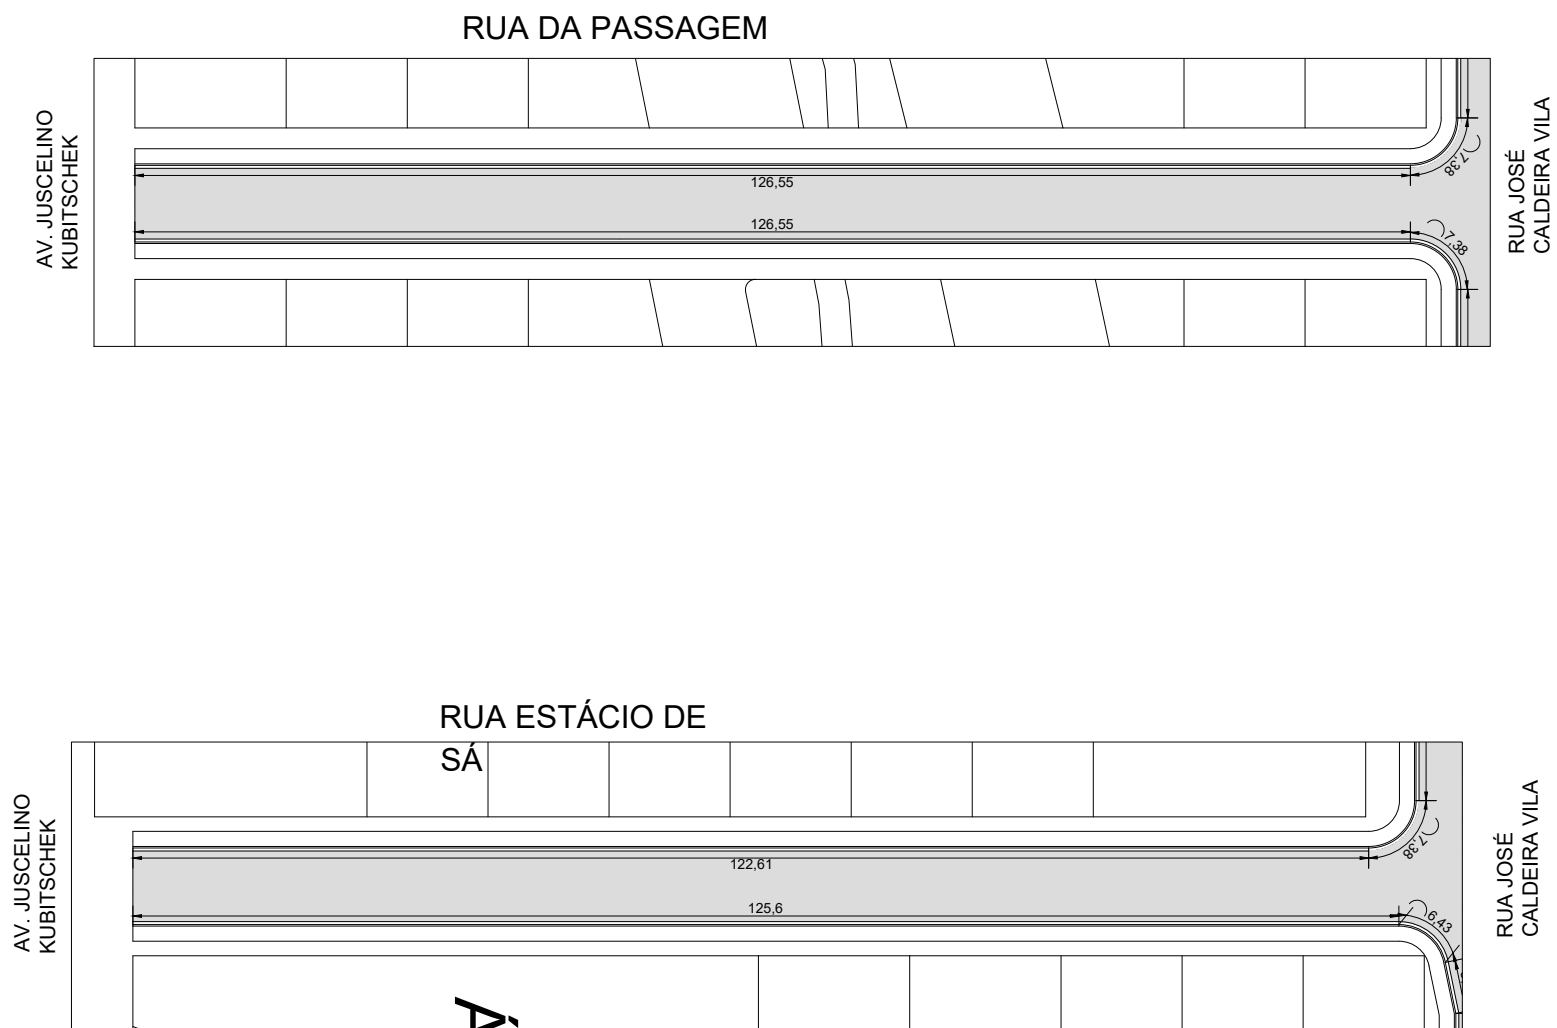 RUA DA PASSAGEM
AV. JUSCELINO
KUBITSCHEK
126,55
126,55
7,38
7,38
RUA JOSÉ
CALDEIRA VILA
RUA ESTÁCIO DE
SÁ
AV. JUSCELINO
KUBITSCHEK
122,61
125,6
7,38
6,43
RUA JOSÉ
CALDEIRA VILA
Á